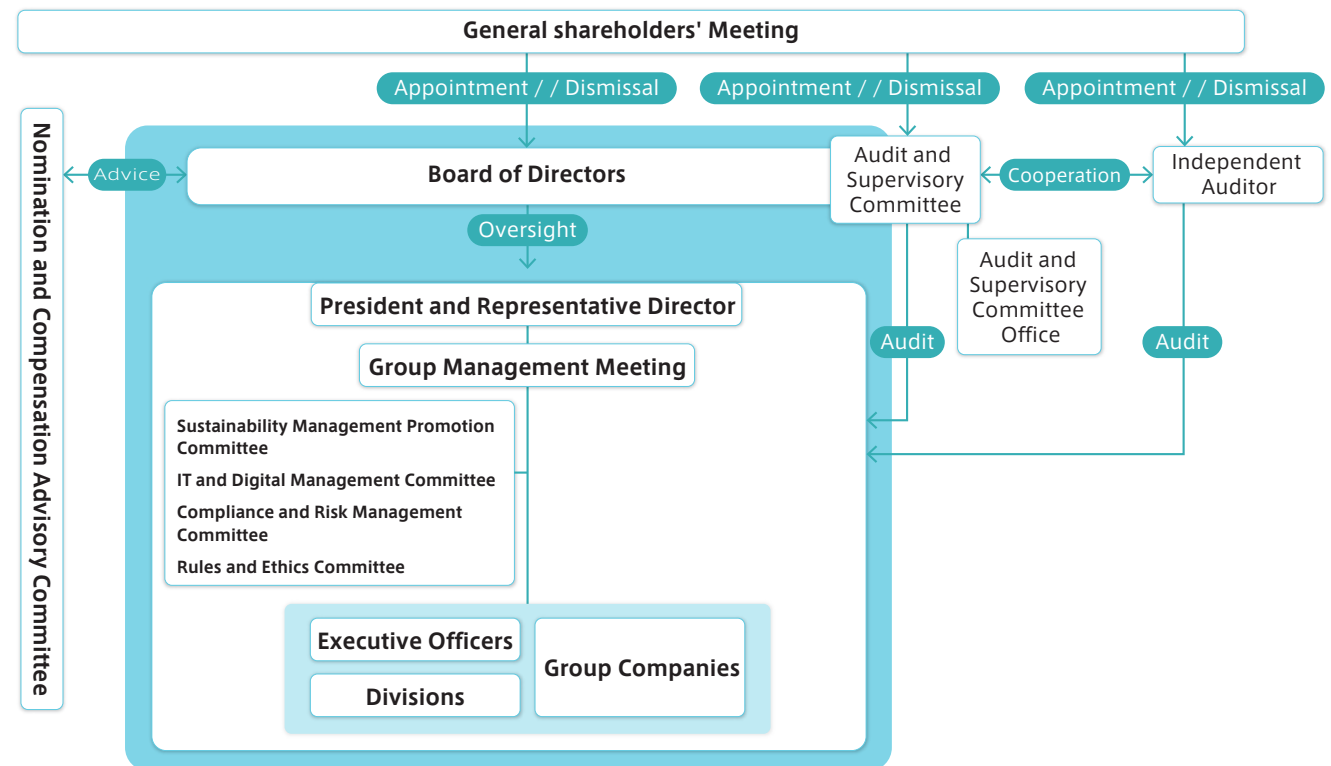 General shareholders' Meeting
Appointment / / Dismissal
Appointment / / Dismissal
Appointment / / Dismissal
Nomination and Compensation Advisory Committee
Advice
Board of Directors
Audit and
Supervisory
Committee
Cooperation
Independent
Auditor
Oversight
Audit and
Supervisory
Committee
Office
President and Representative Director
Audit
Audit
Group Management Meeting
Sustainability Management Promotion
Committee
IT and Digital Management Committee
Compliance and Risk Management
Committee
Rules and Ethics Committee
Executive Officers
Divisions
Group Companies